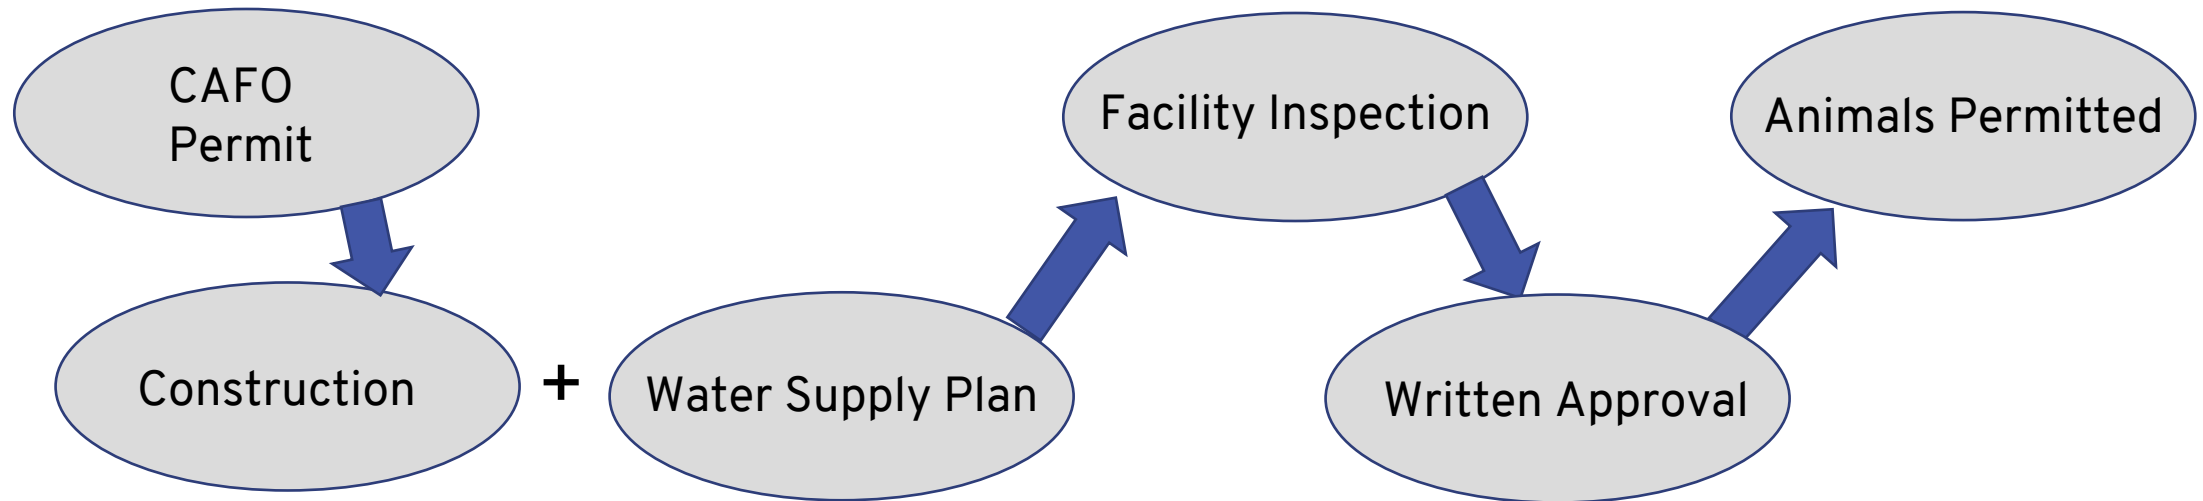 CAFO
Permit
Construction
+
Water Supply Plan
Facility Inspection
Written Approval
Animals Permitted